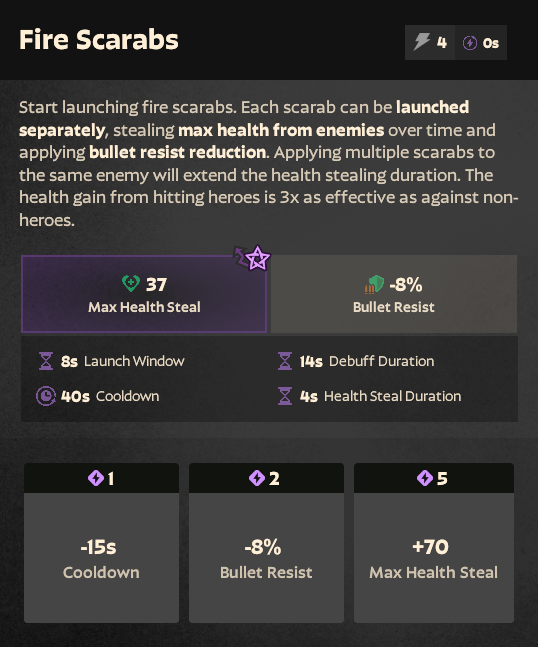 Fire Scarabs
4
0s
Start launching fire scarabs. Each scarab can be launched
separately, stealing max health from enemies over time and
applying bullet resist reduction. Applying multiple scarabs to
the same enemy will extend the health stealing duration. The
health gain from hitting heroes is 3x as effective as against non-
heroes.
37
Max Health Steal
-8%
Bullet Resist
8s Launch Window
14s Debuff Duration
40s Cooldown
4s Health Steal Duration
1
-15s
Cooldown
2
-8%
Bullet Resist
5
+70
Max Health Steal